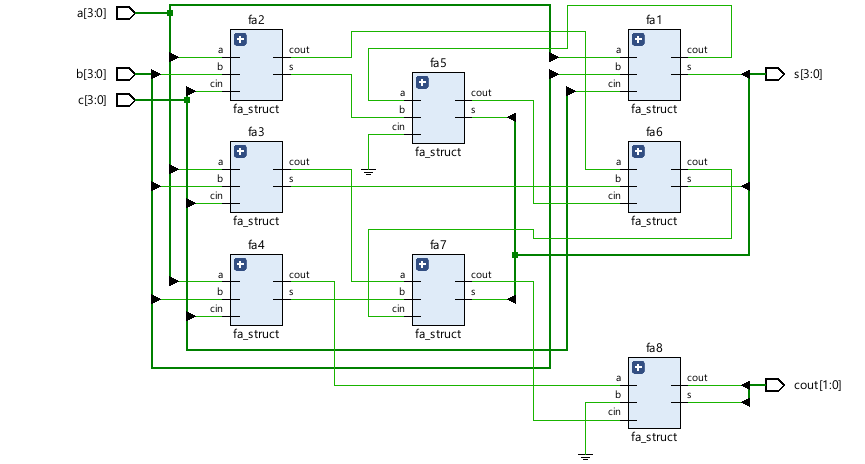 a[3:0]
b[3:0]
c[3:0]
fa2
a
b
cin
cout
s
fa_struct
fa3
a
b
cin
cout
s
fa_struct
fa4
a
b
cin
cout
s
fa_struct
fa5
a
b
cin
cout
s
fa_struct
fa7
a
b
cin
cout
s
fa_struct
fa1
a
b
cin
cout
s
fa_struct
fa6
a
b
cin
cout
s
fa_struct
fa8
a
b
cin
cout
s
fa_struct
s[3:0]
cout[1:0]